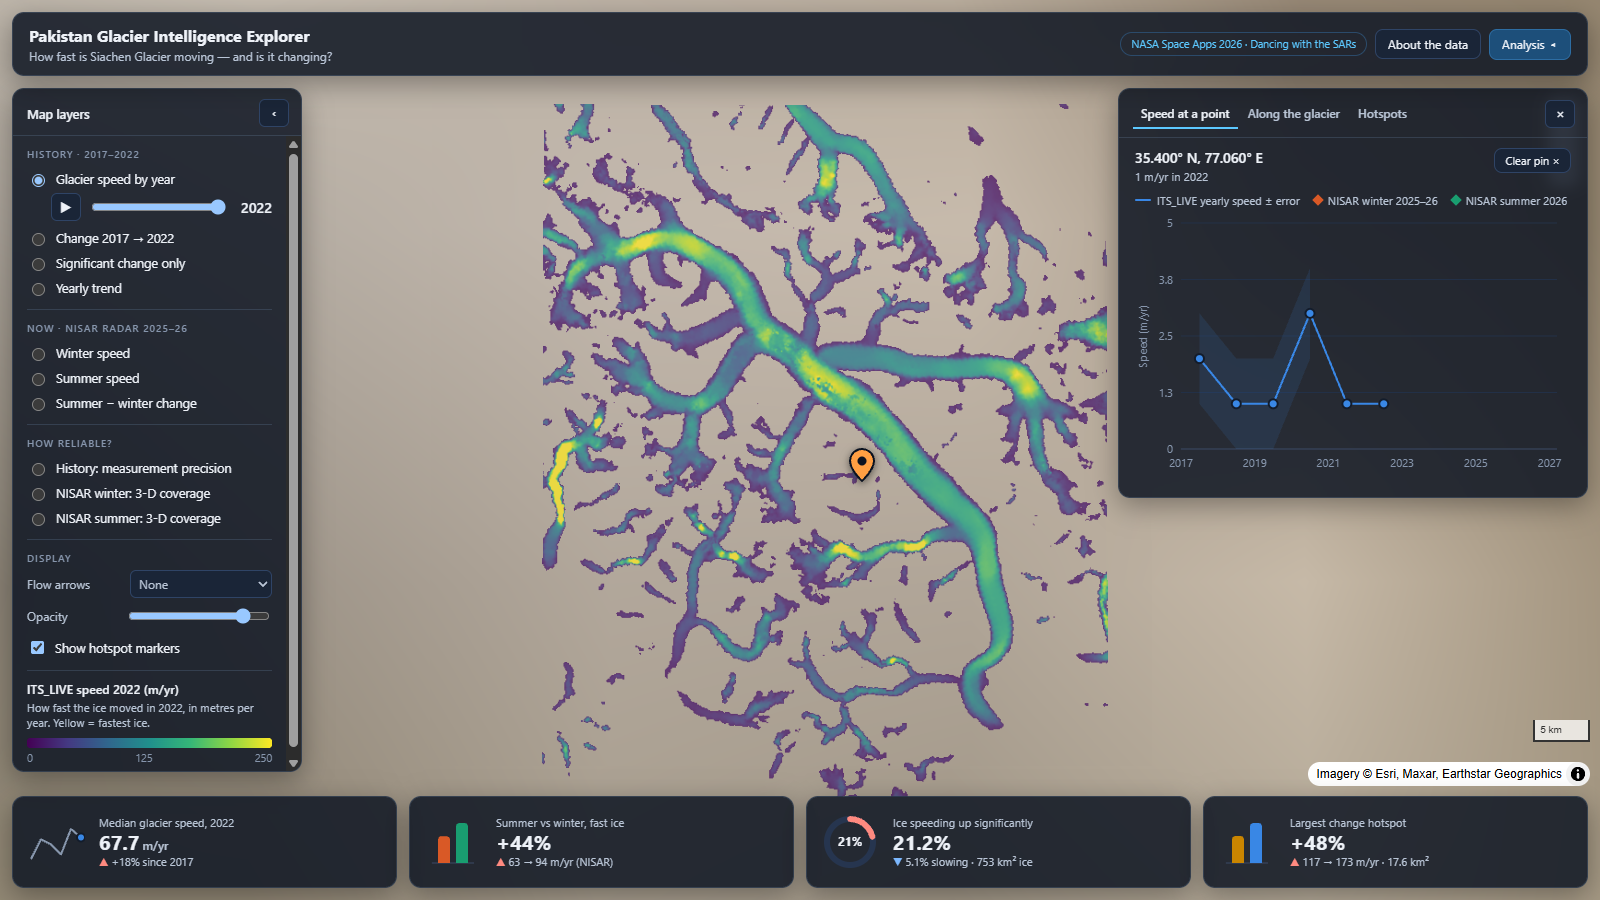 Pakistan Glacier Intelligence Explorer
How fast is Siachen Glacier moving — and is it changing?
NASA Space Apps 2026 · Dancing with the SARs
About the data
Analysis
Map layers
HISTORY · 2017–2022
Glacier speed by year
2022
Change 2017 → 2022
Significant change only
Yearly trend
NOW · NISAR RADAR 2025–26
Winter speed
Summer speed
Summer − winter change
HOW RELIABLE?
History: measurement precision
NISAR winter: 3-D coverage
NISAR summer: 3-D coverage
DISPLAY
Flow arrows
None
Opacity
Show hotspot markers
ITS_LIVE speed 2022 (m/yr)
How fast the ice moved in 2022, in metres per
year. Yellow = fastest ice.
0 125 250
Speed at a point
Along the glacier
Hotspots
×
35.400° N, 77.060° E
1 m/yr in 2022
Clear pin ×
ITS_LIVE yearly speed ± error
NISAR winter 2025–26
NISAR summer 2026
5
3.8
2.5
1.3
0
Speed (m/yr)
2017 2019 2021 2023 2025 2027
5 km
Imagery © Esri, Maxar, Earthstar Geographics
Median glacier speed, 2022
67.7 m/yr
▲ +18% since 2017
Summer vs winter, fast ice
+44%
▲ 63 → 94 m/yr (NISAR)
21%
Ice speeding up significantly
21.2%
▼ 5.1% slowing · 753 km² ice
Largest change hotspot
+48%
▲ 117 → 173 m/yr · 17.6 km²